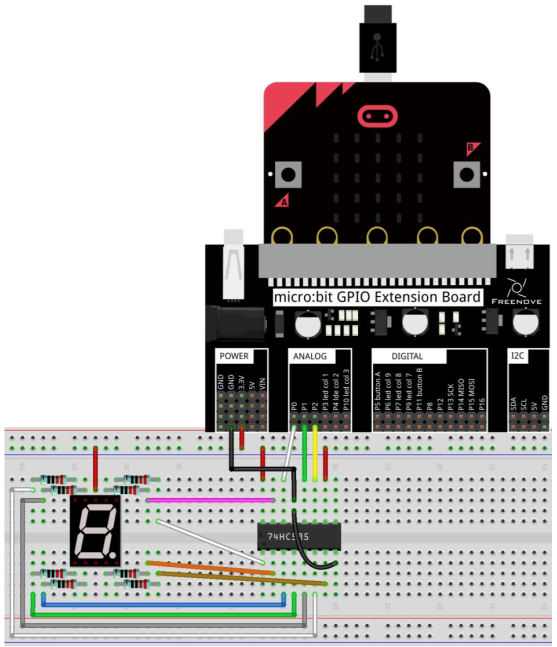 B
A
micro:bit GPIO Extension Board
FREENOVE
POWER
ANALOG
DIGITAL
I2C
GND
GND
3.3V
5V
VIN
P0
P1
P2
P3 led col 1
P4 lde col 2
P10 led col 3
P5 button A
P6 led col 9
P7 led col 8
P9 led col 7
P11 button B
P8
P12
P13 SCK
P14 MISO
P15 MOSI
P16
SDA
SCL
5V
GND
74HC595